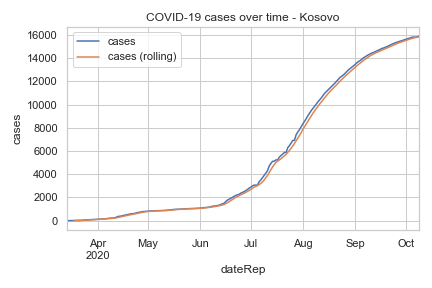 COVID-19 cases over time - Kosovo
cases
cases (rolling)
16000
14000
12000
10000
8000
6000
4000
2000
0
cases
Apr
2020
May
Jun
Jul
Aug
Sep
Oct
dateRep